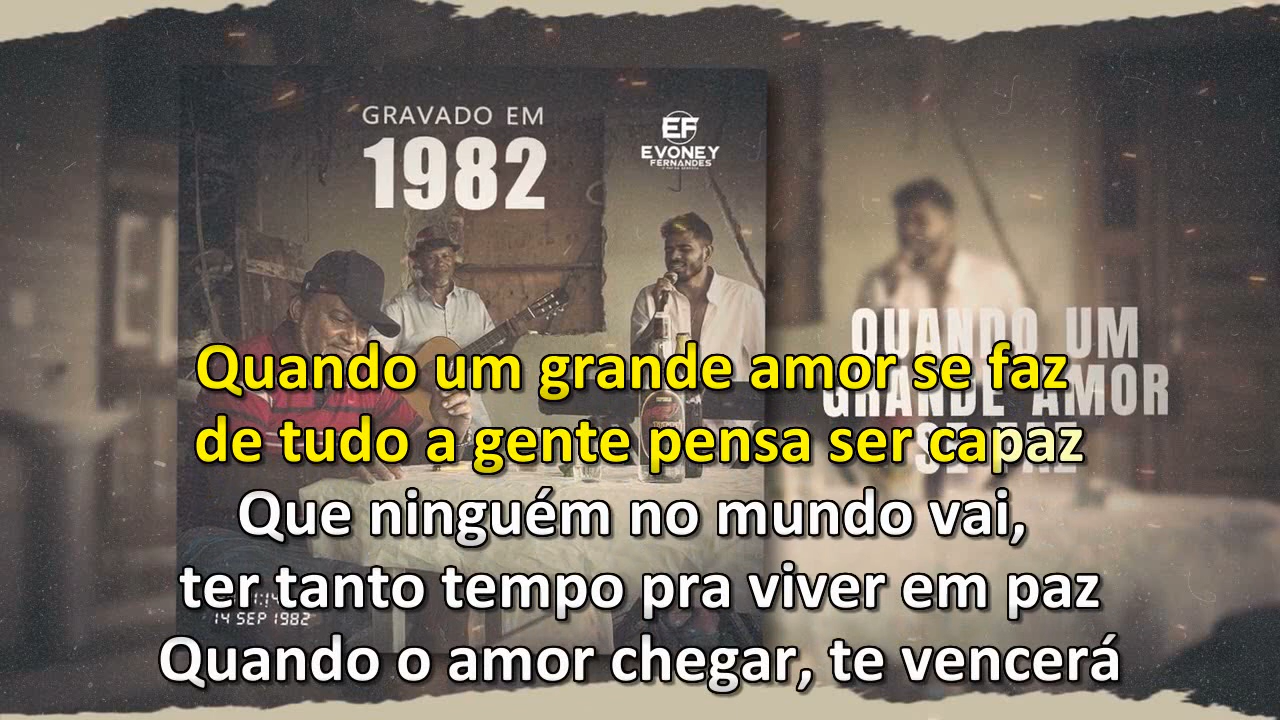 GRAVADO EM
1982
EF
EVONEY
FERNANDES
QUANDO UM
GRANDE AMOR
SE FAZ
Quando um grande amor se faz
de tudo a gente pensa ser capaz
Que ninguém no mundo vai,
ter tanto tempo pra viver em paz
14 SEP 1982
Quando o amor chegar, te vencerá